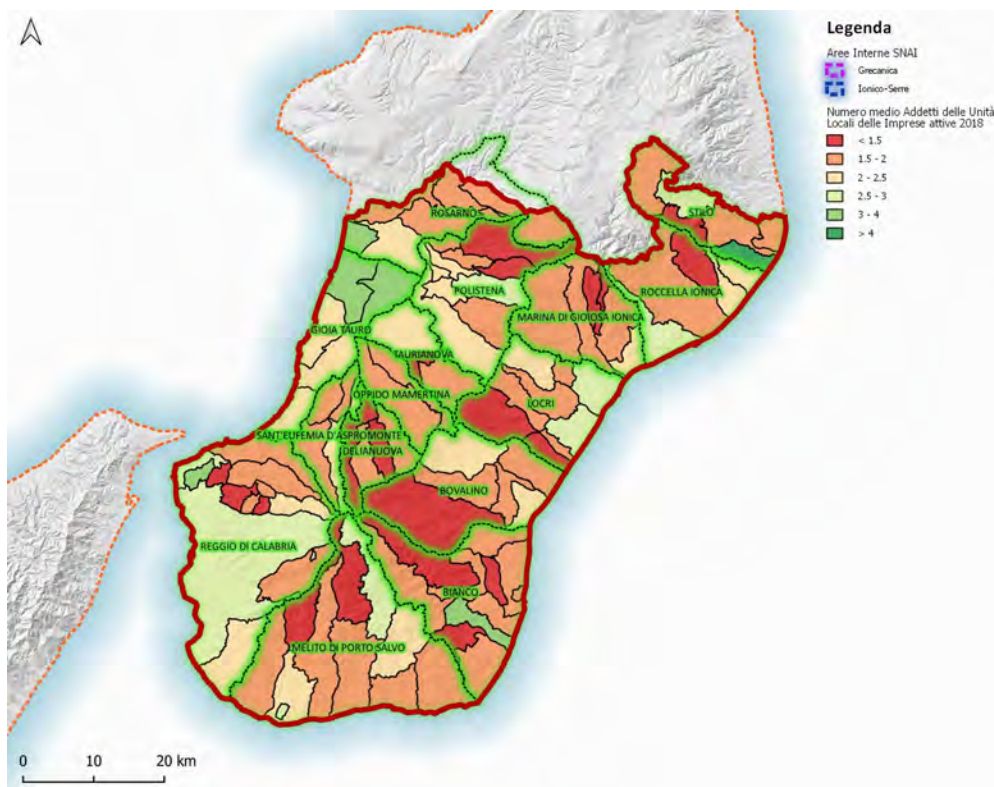 Legenda
Aree Interne SNAI
Grecanica
Ionico-Serre
Numero medio Addetti delle Unità
Locali delle Imprese attive 2018
< 1.5
1.5 - 2
2 - 2.5
2.5 - 3
3 - 4
> 4
ROSARNO
STILO
POLISTENA
ROCCELLA IONICA
MARINA DI GIOIOSA IONICA
GIOIA TAURO
TAURIANOVA
OPPIDO MAMERTINA
LOCRI
SANT'EUFEMIA D'ASPROMONTE
DELIANUOVA
BOVALINO
REGGIO DI CALABRIA
BIANCO
MELITO DI PORTO SALVO
0 10 20 km